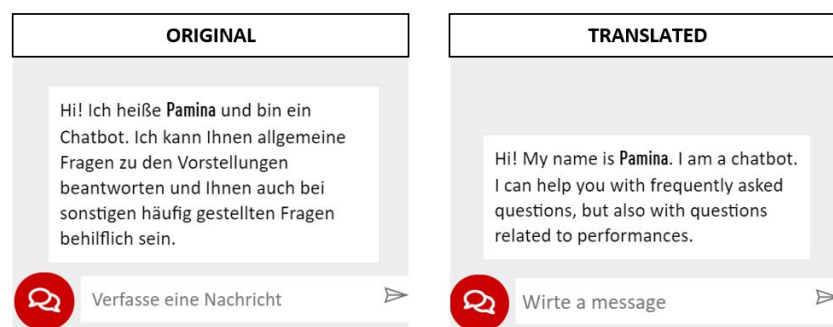 ORIGINAL
Hi! Ich heiße Pamina und bin ein
Chatbot. Ich kann Ihnen allgemeine
Fragen zu den Vorstellungen
beantworten und Ihnen auch bei
sonstigen häufig gestellten Fragen
behilflich sein.
Verfasse eine Nachricht
TRANSLATED
Hi! My name is Pamina. I am a chatbot.
I can help you with frequently asked
questions, but also with questions
related to performances.
Wirte a message